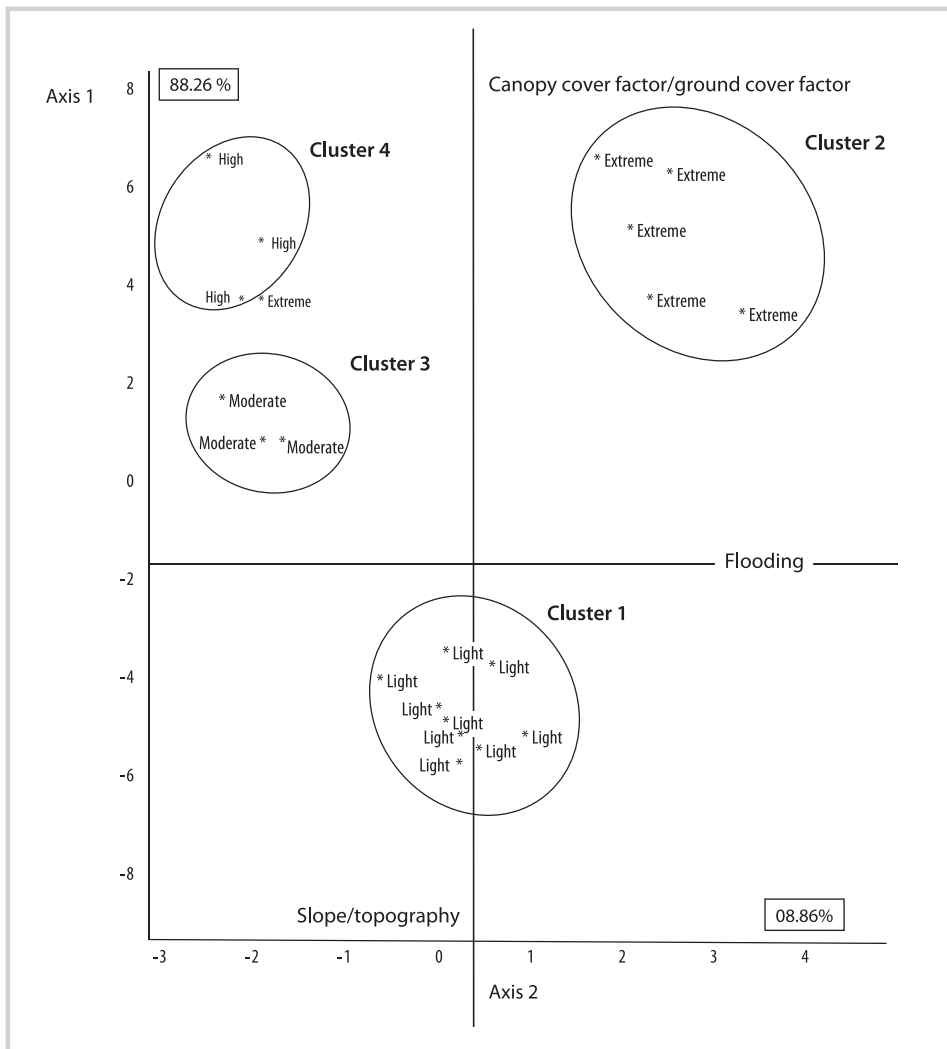 Canopy cover factor/ground cover factor
Axis 1
8
88.26 %
Cluster 4
Cluster 2
* High
* Extreme
* Extreme
6
* High
* Extreme
4
High * * Extreme
* Extreme
* Extreme
Cluster 3
2
* Moderate
Moderate * * Moderate
0
Flooding
-2
Cluster 1
* Light
* Light
-4
* Light
Light *
* Light
Light *
* Light
* Light
Light *
-6
-8
Slope/topography
08.86%
-3 -2 -1 0 1 2 3 4
Axis 2